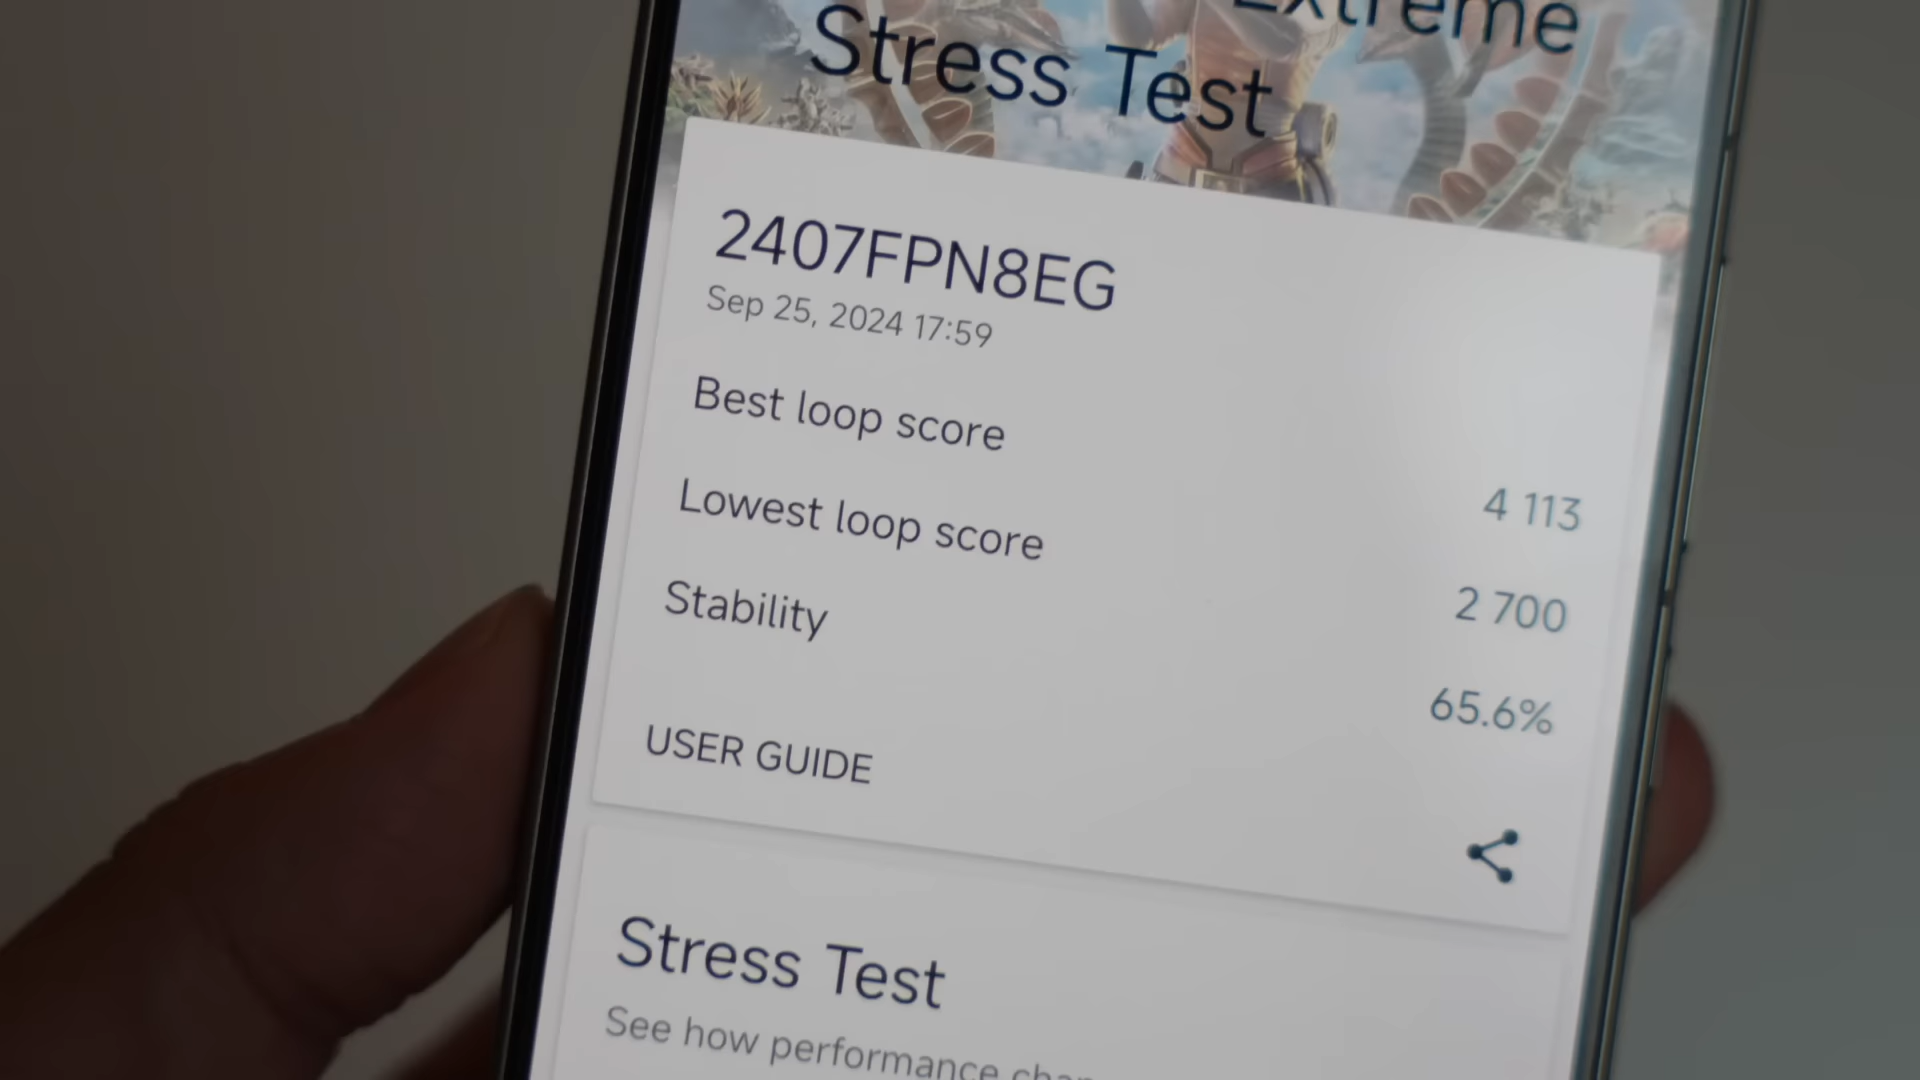 Extreme
Stress Test
2407FPN8EG
Sep 25, 2024 17:59
Best loop score
4 113
Lowest loop score
2 700
Stability
65.6%
USER GUIDE
Stress Test
See how performance